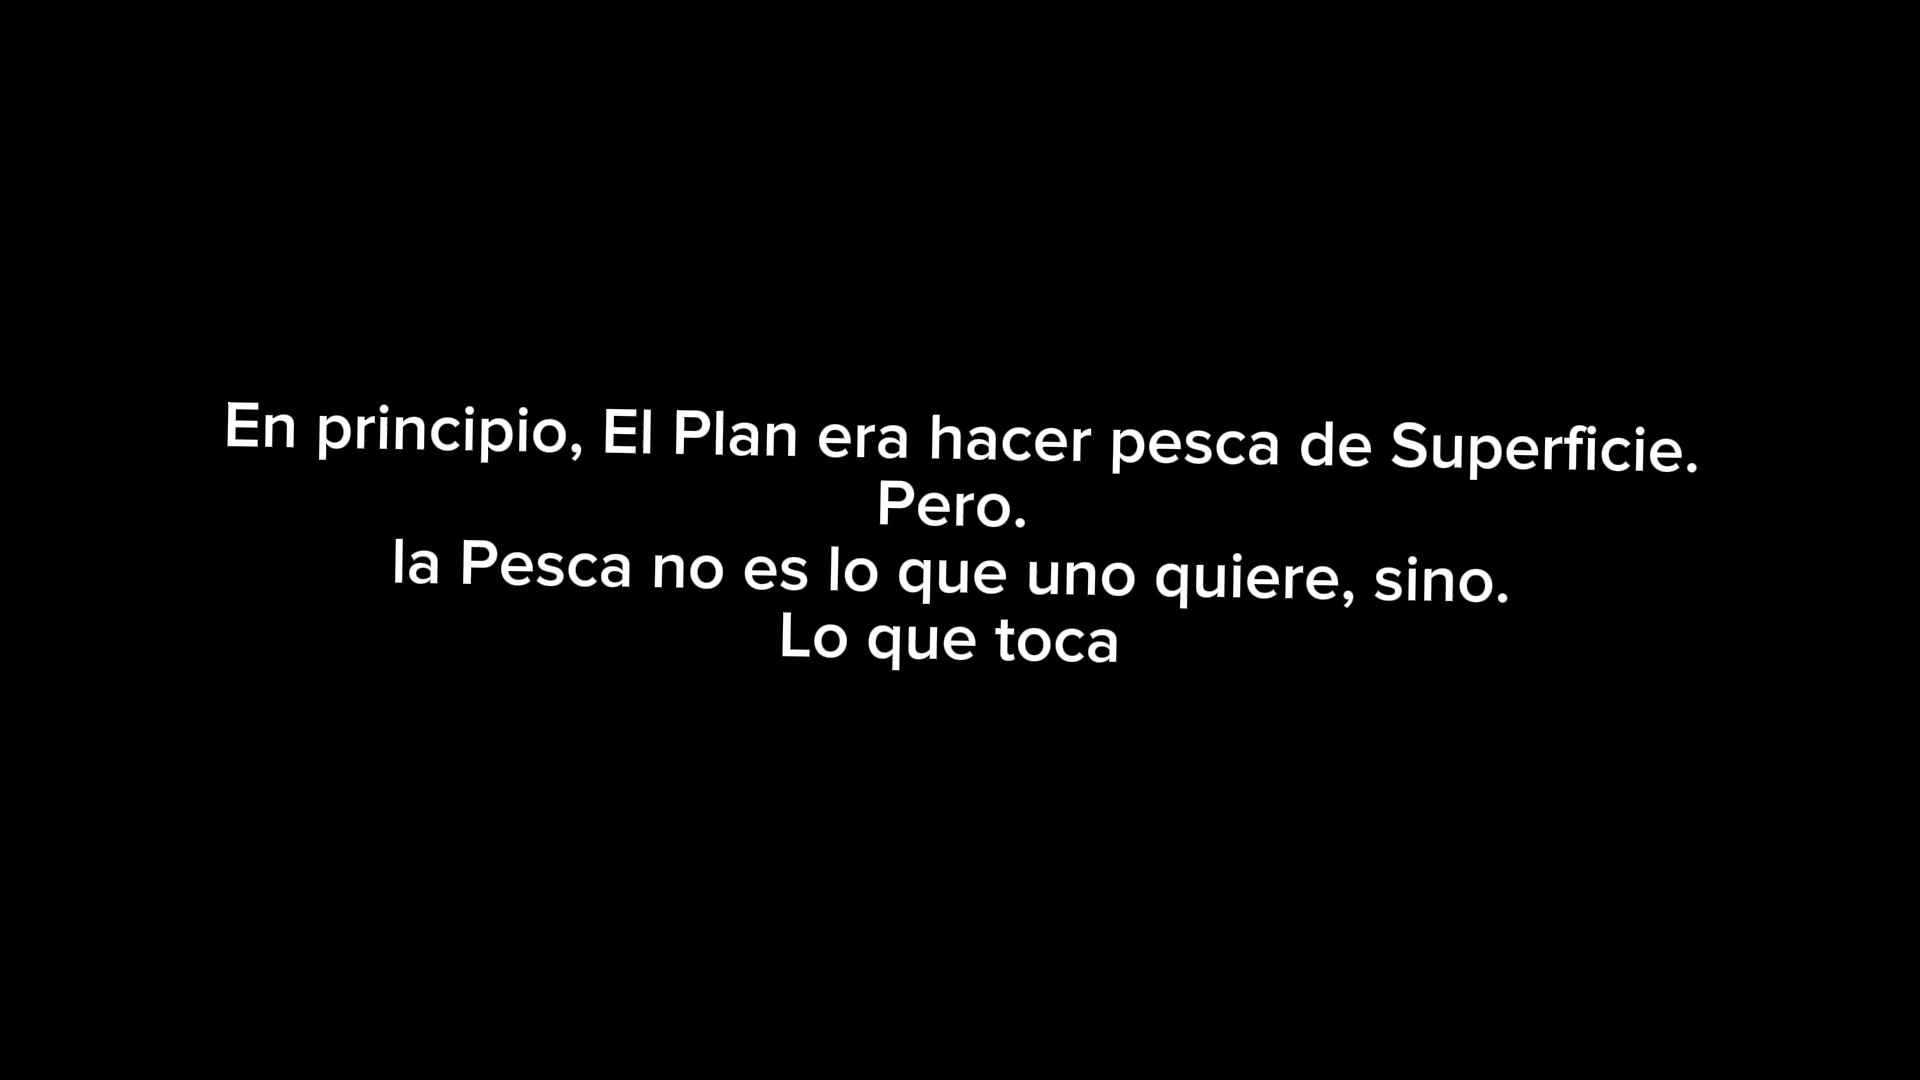 En principio, El Plan era hacer pesca de Superficie.
Pero.
la Pesca no es lo que uno quiere, sino.
Lo que toca